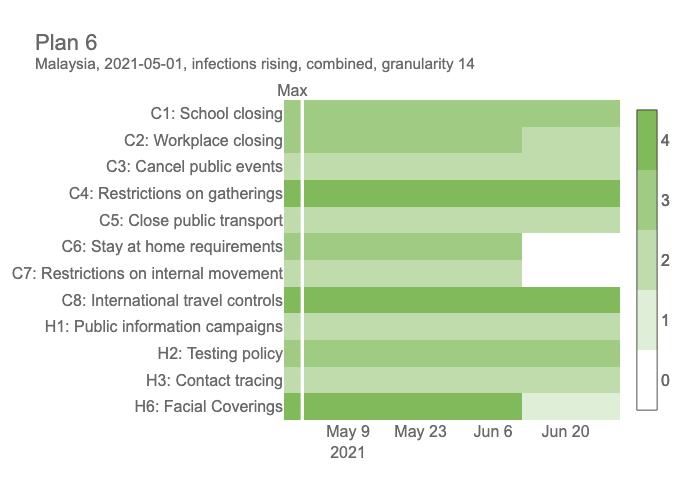 Plan 6
Malaysia, 2021-05-01, infections rising, combined, granularity 14
Max
C1: School closing
C2: Workplace closing
C3: Cancel public events
C4: Restrictions on gatherings
C5: Close public transport
C6: Stay at home requirements
C7: Restrictions on internal movement
C8: International travel controls
H1: Public information campaigns
H2: Testing policy
H3: Contact tracing
H6: Facial Coverings
May 9 May 23 Jun 6 Jun 20
2021
4
3
2
1
0